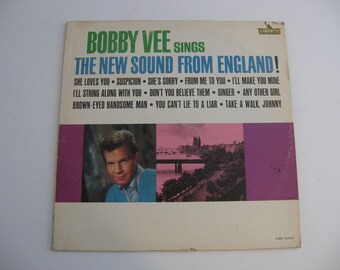 BOBBY VEE SINGS
THE NEW SOUND FROM ENGLAND!
SHE LOVES YOU • SUSPICION • SHE'S SORRY • FROM ME TO YOU • I'LL MAKE YOU MINE
I'LL STRING ALONG WITH YOU • DON'T YOU BELIEVE THEM • GINGER • ANY OTHER GIRL
BROWN-EYED HANDSOME MAN • YOU CAN'T LIE TO A LIAR • TAKE A WALK, JOHNNY
LIBERTY